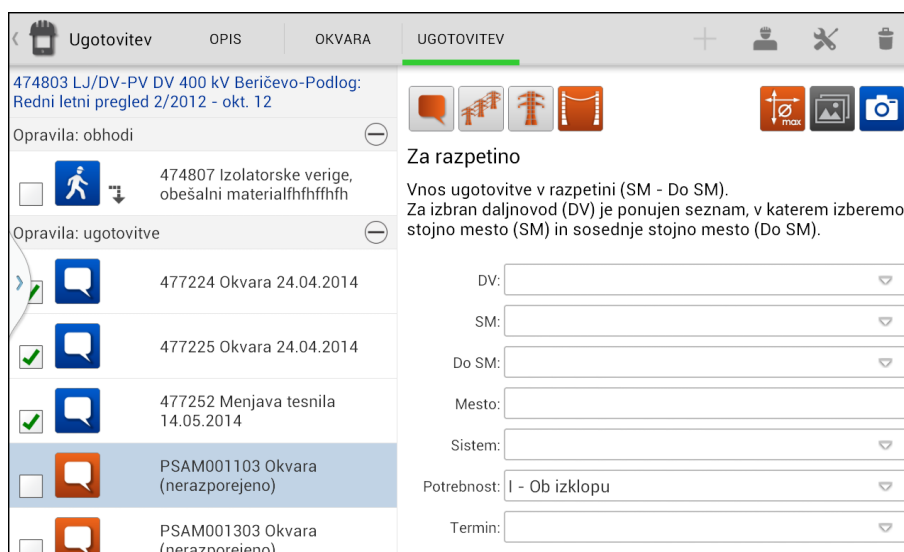 Ugotovitev
OPIS
OKVARA
UGOTOVITEV
474803 LJ/DV-PV DV 400 kV Beričevo-Podlog:
Redni letni pregled 2/2012 - okt. 12
Opravila: obhodi
474807 Izolatorske verige,
obešalni materialfhfhffhfh
Opravila: ugotovitve
477224 Okvara 24.04.2014
477225 Okvara 24.04.2014
477252 Menjava tesnila
14.05.2014
PSAM001103 Okvara
(nerazporejeno)
PSAM001303 Okvara
(nerazporejeno)
max
Za razpetino
Vnos ugotovitve v razpetini (SM - Do SM).
Za izbran daljnovod (DV) je ponujen seznam, v katerem izberemo
stojno mesto (SM) in sosednje stojno mesto (Do SM).
DV:
SM:
Do SM:
Mesto:
Sistem:
Potrebnost: I - Ob izklopu
Termin: